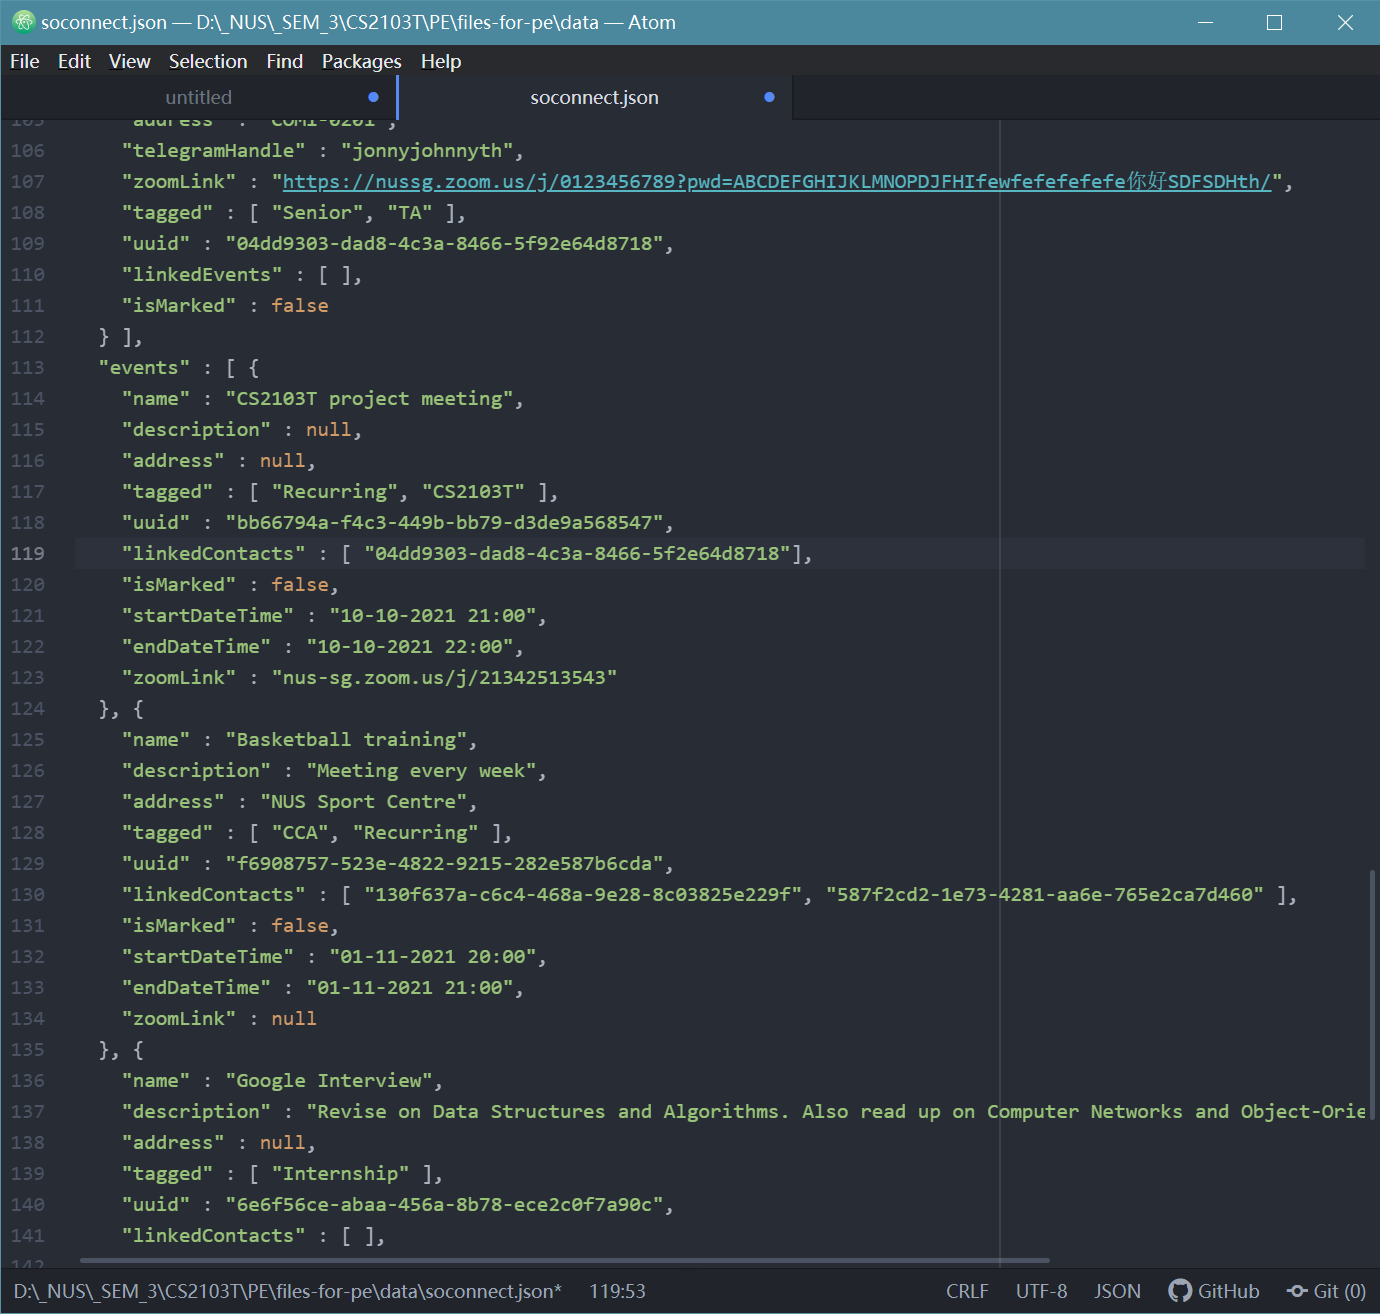 soconnect.json — D:\_NUS\_SEM_3\CS2103T\PE\files-for-pe\data — Atom
File Edit View Selection Find Packages Help
untitled soconnect.json
105 "address" : "COM1-0201",
106 "telegramHandle" : "jonnyjohnnyth",
107 "zoomLink" : "https://nussg.zoom.us/j/0123456789?pwd=ABCDEFGHIJKLMNOPDJFHIfewfefefefefe你好SDFSDHth/",
108 "tagged" : [ "Senior", "TA" ],
109 "uuid" : "04dd9303-dad8-4c3a-8466-5f92e64d8718",
110 "linkedEvents" : [ ],
111 "isMarked" : false
112 } ],
113 "events" : [ {
114 "name" : "CS2103T project meeting",
115 "description" : null,
116 "address" : null,
117 "tagged" : [ "Recurring", "CS2103T" ],
118 "uuid" : "bb66794a-f4c3-449b-bb79-d3de9a568547",
119 "linkedContacts" : [ "04dd9303-dad8-4c3a-8466-5f2e64d8718"],
120 "isMarked" : false,
121 "startDateTime" : "10-10-2021 21:00",
122 "endDateTime" : "10-10-2021 22:00",
123 "zoomLink" : "nus-sg.zoom.us/j/21342513543"
124 }, {
125 "name" : "Basketball training",
126 "description" : "Meeting every week",
127 "address" : "NUS Sport Centre",
128 "tagged" : [ "CCA", "Recurring" ],
129 "uuid" : "f6908757-523e-4822-9215-282e587b6cda",
130 "linkedContacts" : [ "130f637a-c6c4-468a-9e28-8c03825e229f", "587f2cd2-1e73-4281-aa6e-765e2ca7d460" ],
131 "isMarked" : false,
132 "startDateTime" : "01-11-2021 20:00",
133 "endDateTime" : "01-11-2021 21:00",
134 "zoomLink" : null
135 }, {
136 "name" : "Google Interview",
137 "description" : "Revise on Data Structures and Algorithms. Also read up on Computer Networks and Object-Orie
138 "address" : null,
139 "tagged" : [ "Internship" ],
140 "uuid" : "6e6f56ce-abaa-456a-8b78-ece2c0f7a90c",
141 "linkedContacts" : [ ],
142
D:\_NUS\_SEM_3\CS2103T\PE\files-for-pe\data\soconnect.json* 119:53 CRLF UTF-8 JSON GitHub Git (0)